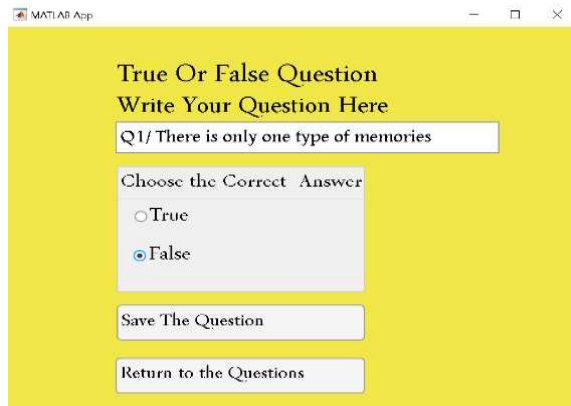 MATLAB App
True Or False Question
Write Your Question Here
Q1/ There is only one type of memories
Choose the Correct Answer
True
False
Save The Question
Return to the Questions